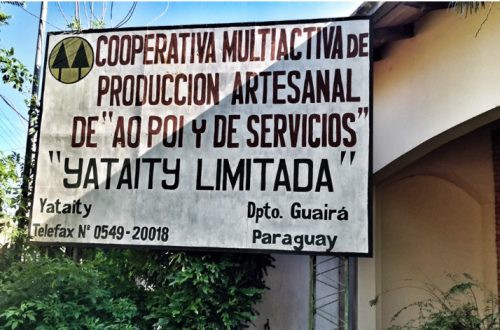 COOPERATIVA MULTIACTIVA DE
PRODUCCION ARTESANAL
DE "AO POI Y DE SERVICIOS"
"YATAITY LIMITADA"
Yataity Dpto. Guairá
Telefax Nº 0549-20018 Paraguay